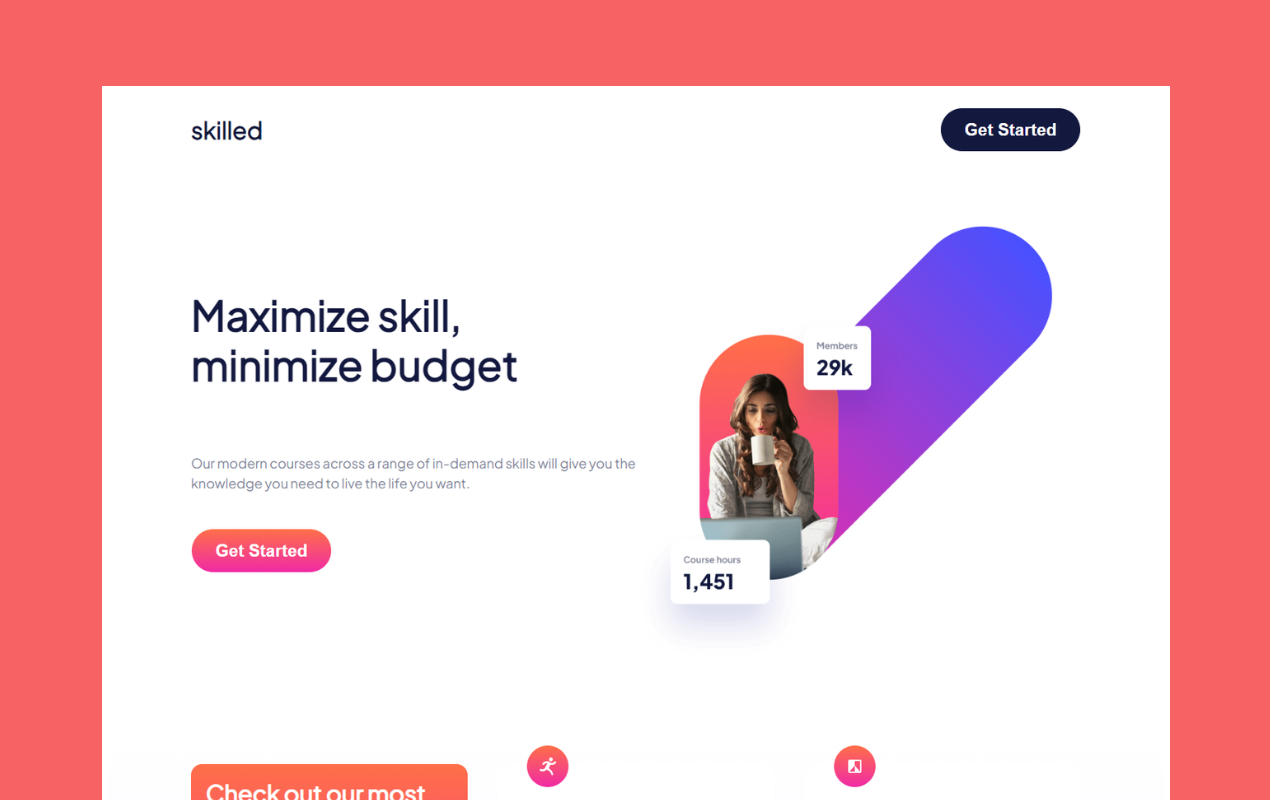 skilled
Get Started
Maximize skill,
minimize budget
Members
29k
Our modern courses across a range of in-demand skills will give you the
knowledge you need to live the life you want.
Get Started
Course hours
1,451
Check out our most